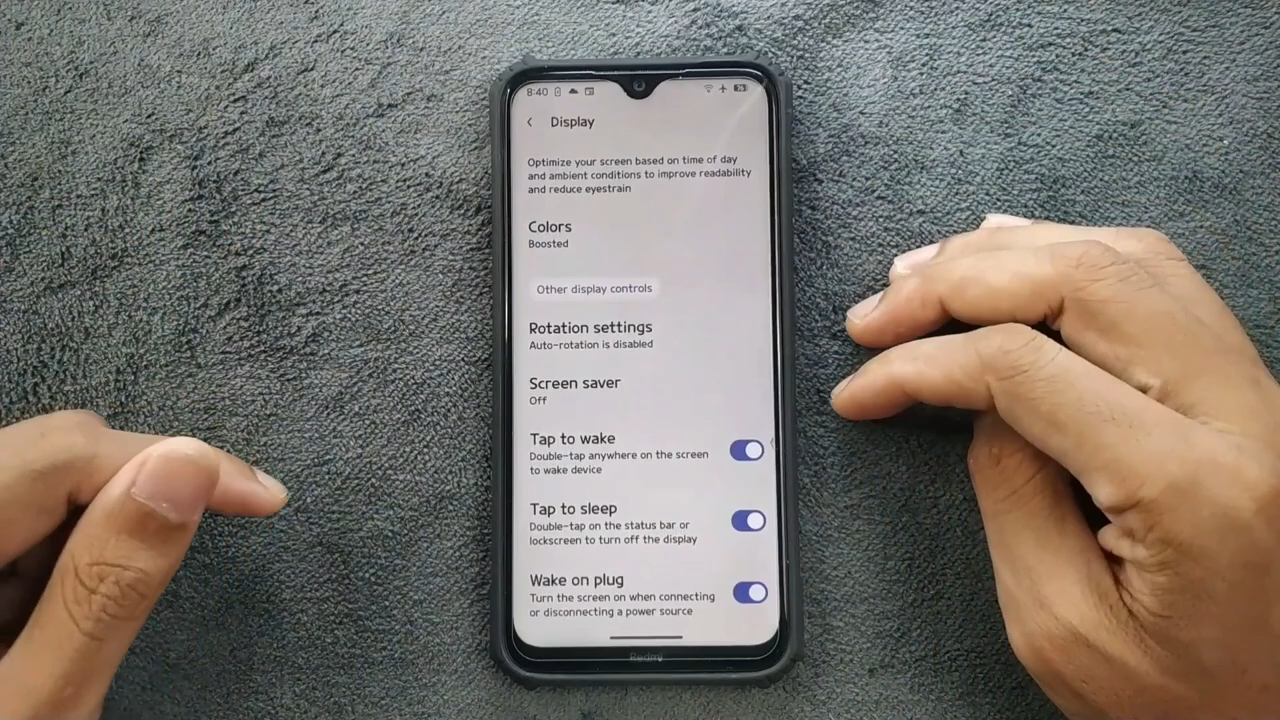 8:40 76
Display
Optimize your screen based on time of day
and ambient conditions to improve readability
and reduce eyestrain
Colors
Boosted
Other display controls
Rotation settings
Auto-rotation is disabled
Screen saver
Off
Tap to wake
Double-tap anywhere on the screen
to wake device
Tap to sleep
Double-tap on the status bar or
lockscreen to turn off the display
Wake on plug
Turn the screen on when connecting
or disconnecting a power source
Redmi